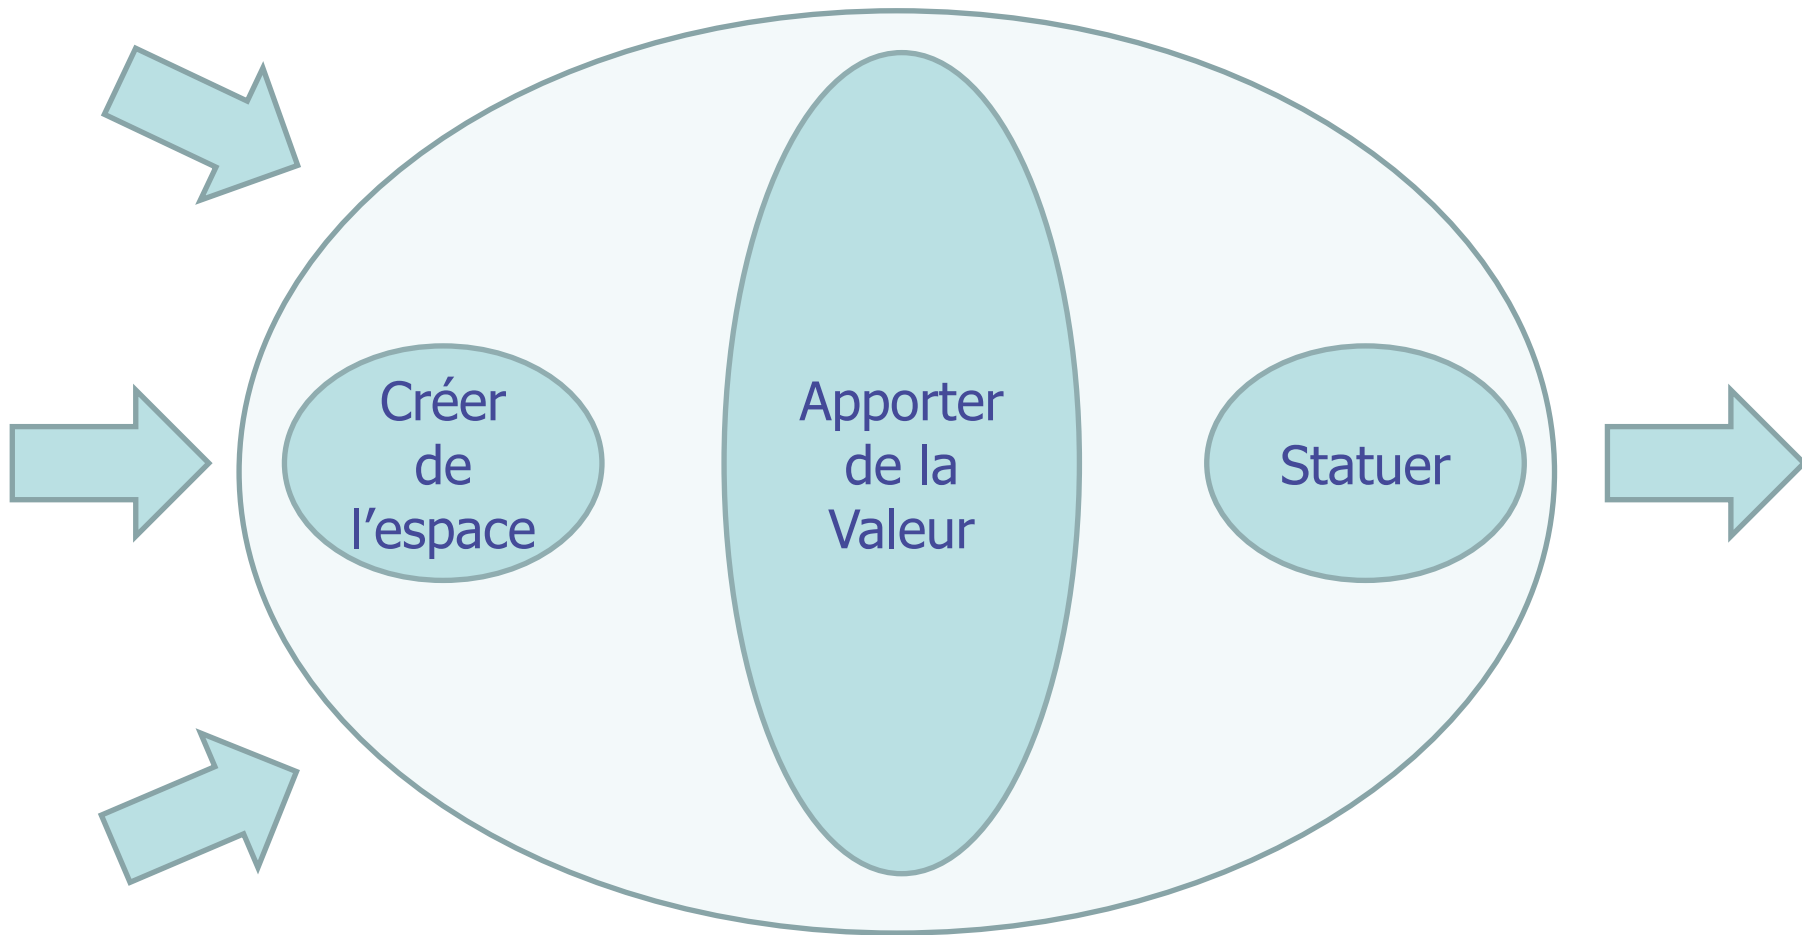 Créer
de
l’espace
Apporter
de la
Valeur
Statuer